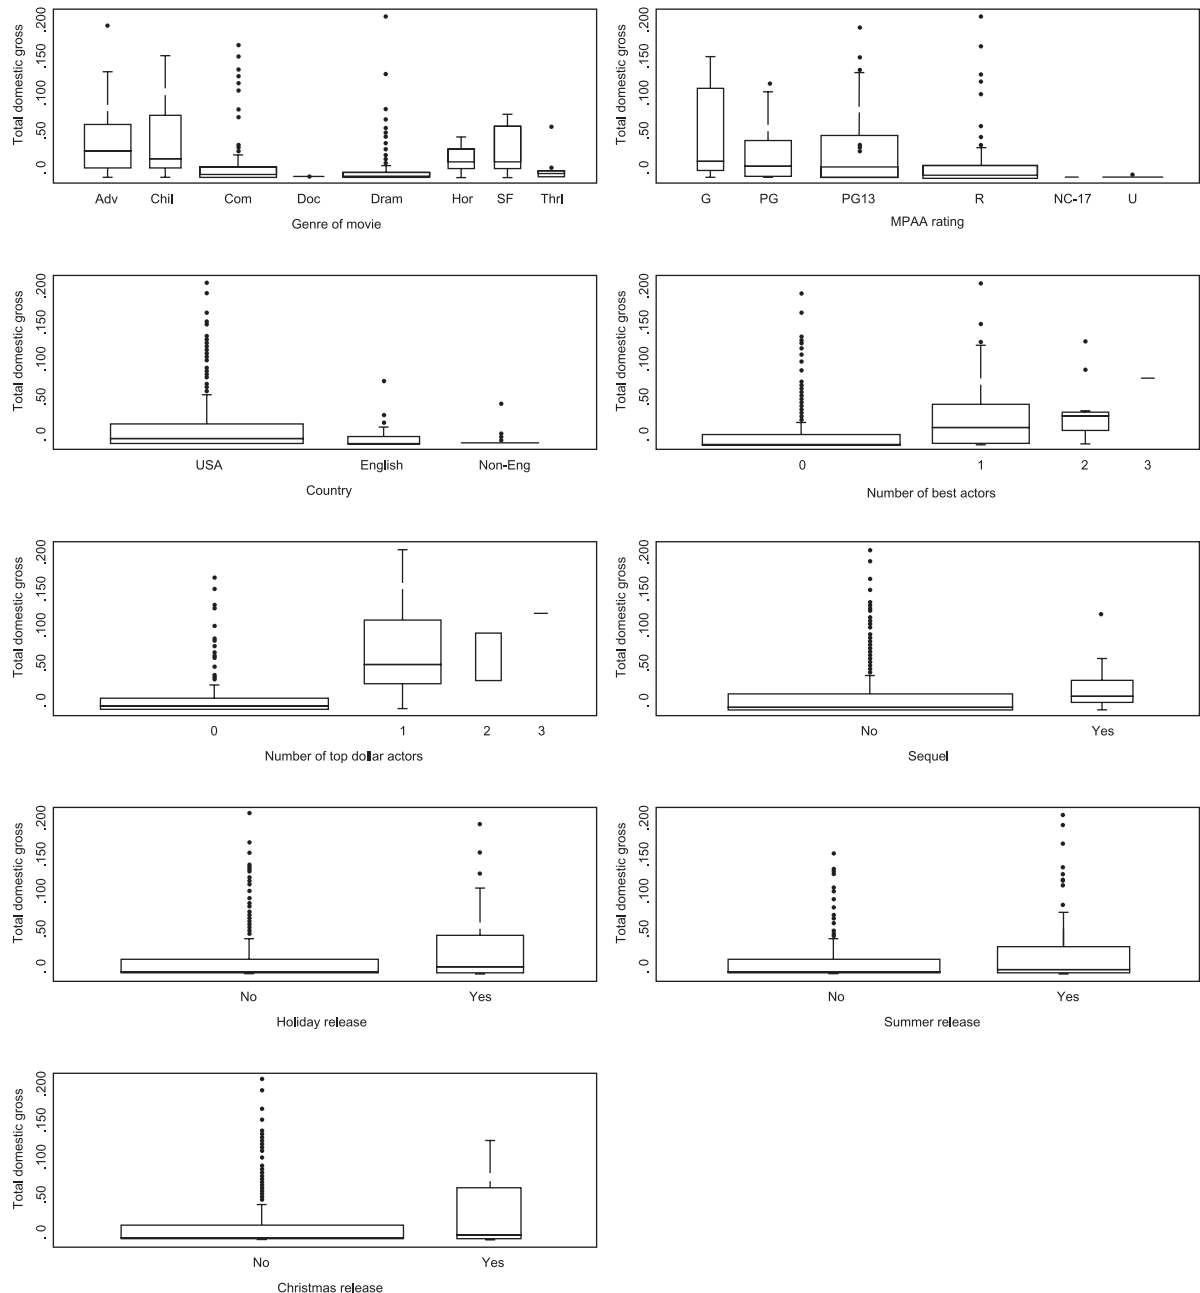 Total domestic gross
0 50 100 150 200
Adv Chil Com Doc Dram Hor SF Thrl
Genre of movie
Total domestic gross
0 50 100 150 200
G PG PG13 R NC-17 U
MPAA rating
Total domestic gross
0 50 100 150 200
USA English Non-Eng
Country
Total domestic gross
0 50 100 150 200
0 1 2 3
Number of best actors
Total domestic gross
0 50 100 150 200
0 1 2 3
Number of top dollar actors
Total domestic gross
0 50 100 150 200
No Yes
Sequel
Total domestic gross
0 50 100 150 200
No Yes
Holiday release
Total domestic gross
0 50 100 150 200
No Yes
Summer release
Total domestic gross
0 50 100 150 200
No Yes
Christmas release